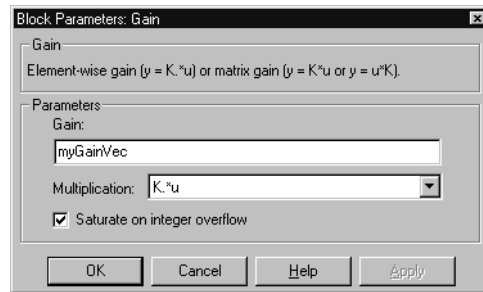 Block Parameters: Gain
Gain
Element-wise gain (y = K.*u) or matrix gain (y = K*u or y = u*K).
Parameters
Gain:
myGainVec
Multiplication: K.*u
Saturate on integer overflow
OK Cancel Help Apply